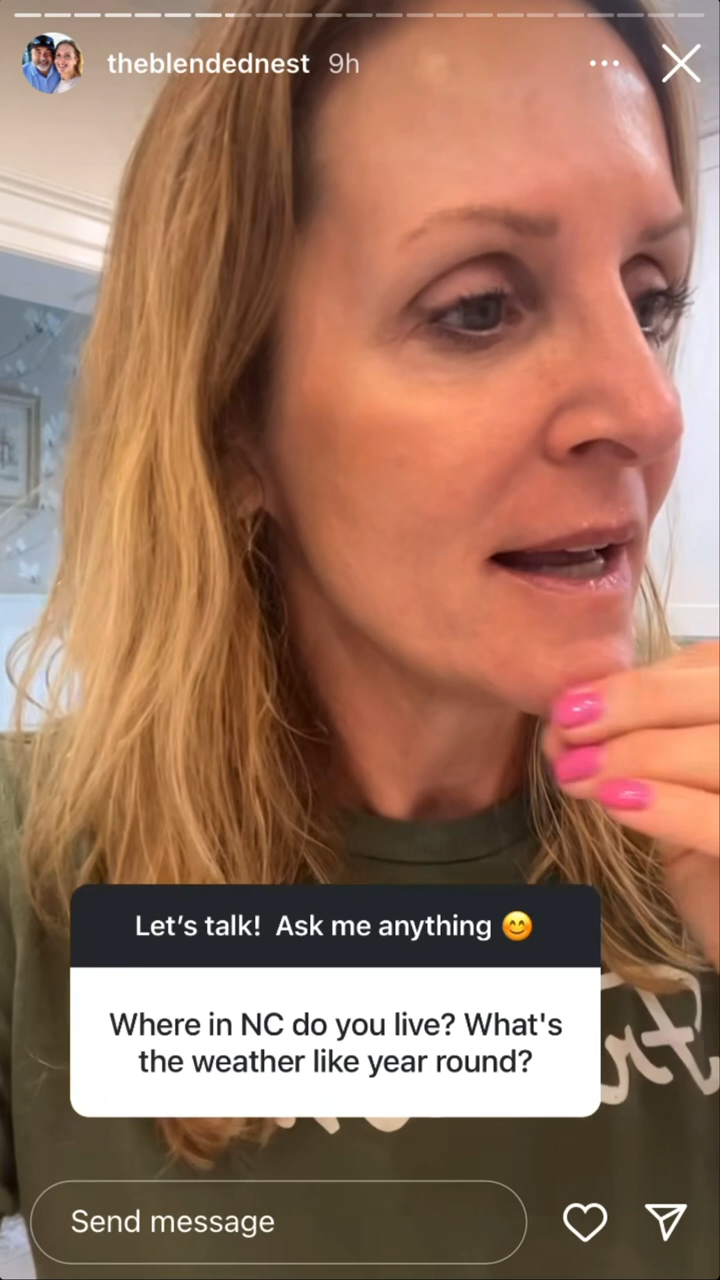 theblendednest 9h
Let's talk! Ask me anything 😊
Where in NC do you live? What's
the weather like year round?
Send message